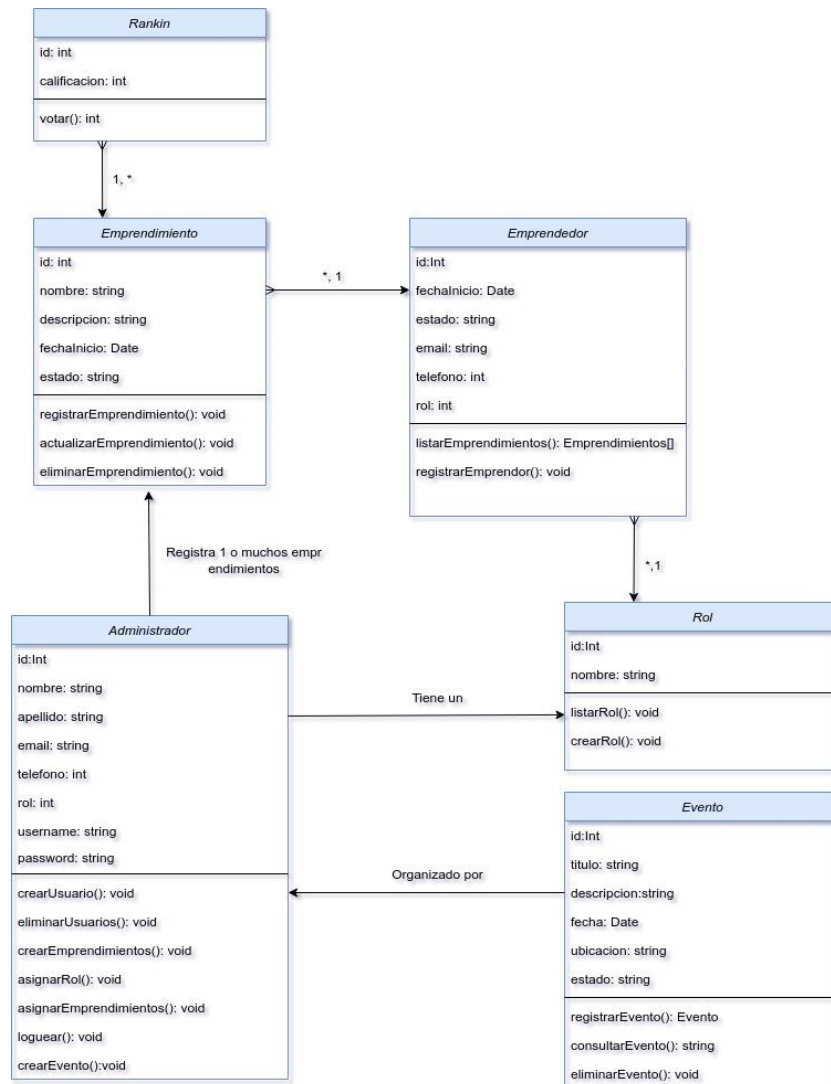 Rankin
id: int
calificacion: int
votar(): int
1, *
Emprendimiento
id: int
nombre: string
descripcion: string
fechaInicio: Date
estado: string
registrarEmprendimiento(): void
actualizarEmprendimiento(): void
eliminarEmprendimiento(): void
*, 1
Emprendedor
id:Int
fechaInicio: Date
estado: string
email: string
telefono: int
rol: int
listarEmprendimientos(): Emprendimientos[]
registrarEmprendor(): void
Registra 1 o muchos empr
endimientos
*,1
Administrador
id:Int
nombre: string
apellido: string
email: string
telefono: int
rol: int
username: string
password: string
crearUsuario(): void
eliminarUsuarios(): void
crearEmprendimientos(): void
asignarRol(): void
asignarEmprendimientos(): void
loguear(): void
crearEvento():void
Tiene un
Rol
id:Int
nombre: string
listarRol(): void
crearRol(): void
Organizado por
Evento
id:Int
titulo: string
descripcion:string
fecha: Date
ubicacion: string
estado: string
registrarEvento(): Evento
consultarEvento(): string
eliminarEvento(): void